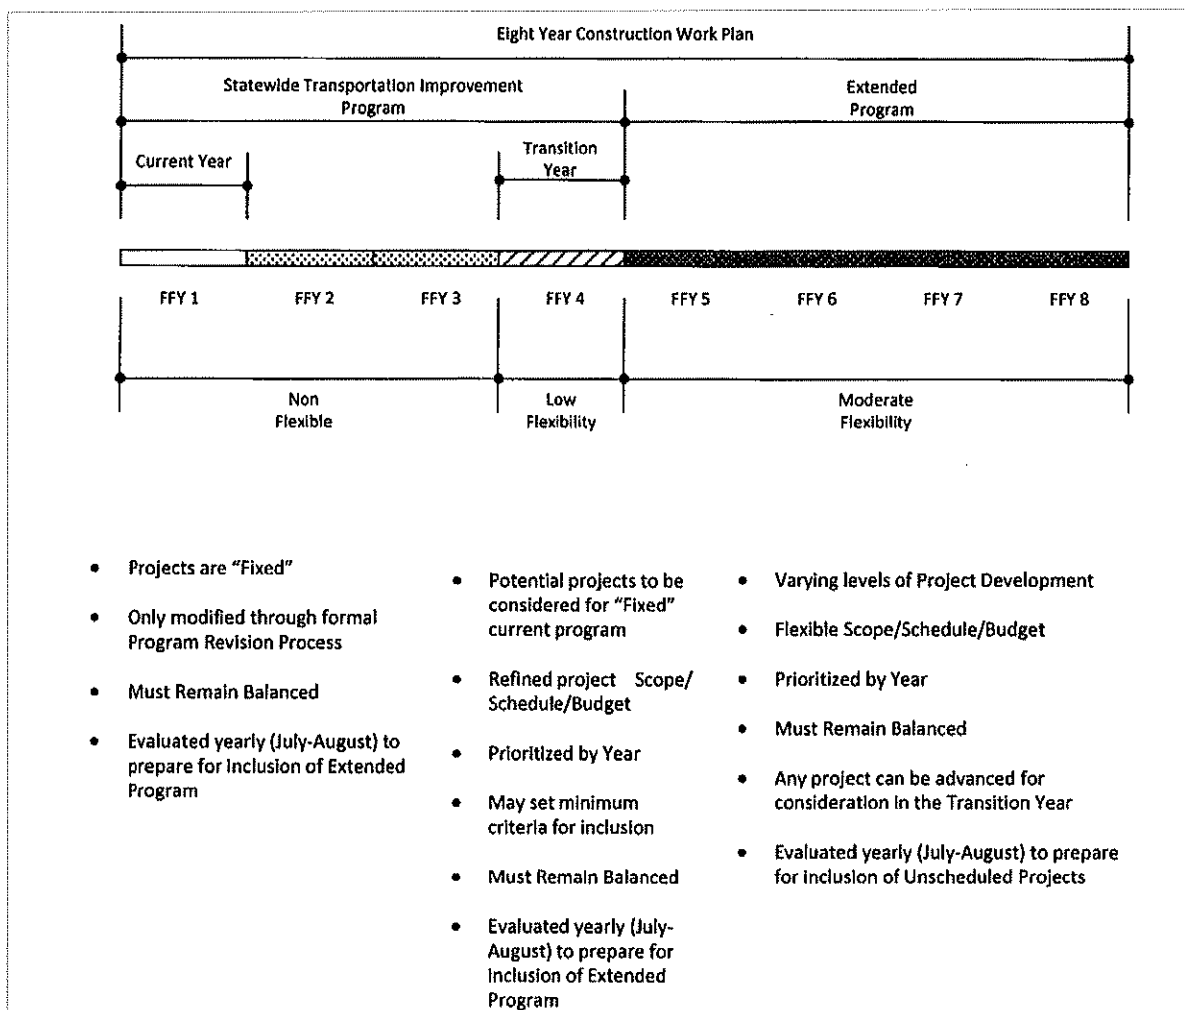 Eight Year Construction Work Plan
Statewide Transportation Improvement
Program
Extended
Program
Current Year
Transition
Year
FFY 1
FFY 2
FFY 3
FFY 4
FFY 5
FFY 6
FFY 7
FFY 8
Non
Flexible
Low
Flexibility
Moderate
Flexibility
• Projects are “Fixed”
• Only modified through formal
Program Revision Process
• Must Remain Balanced
• Evaluated yearly (July-August) to
prepare for Inclusion of Extended
Program
• Potential projects to be
considered for “Fixed”
current program
• Refined project Scope/
Schedule/Budget
• Prioritized by Year
• May set minimum
criteria for inclusion
• Must Remain Balanced
• Evaluated yearly (July-
August) to prepare for
Inclusion of Extended
Program
• Varying levels of Project Development
• Flexible Scope/Schedule/Budget
• Prioritized by Year
• Must Remain Balanced
• Any project can be advanced for
consideration in the Transition Year
• Evaluated yearly (July-August) to prepare
for inclusion of Unscheduled Projects